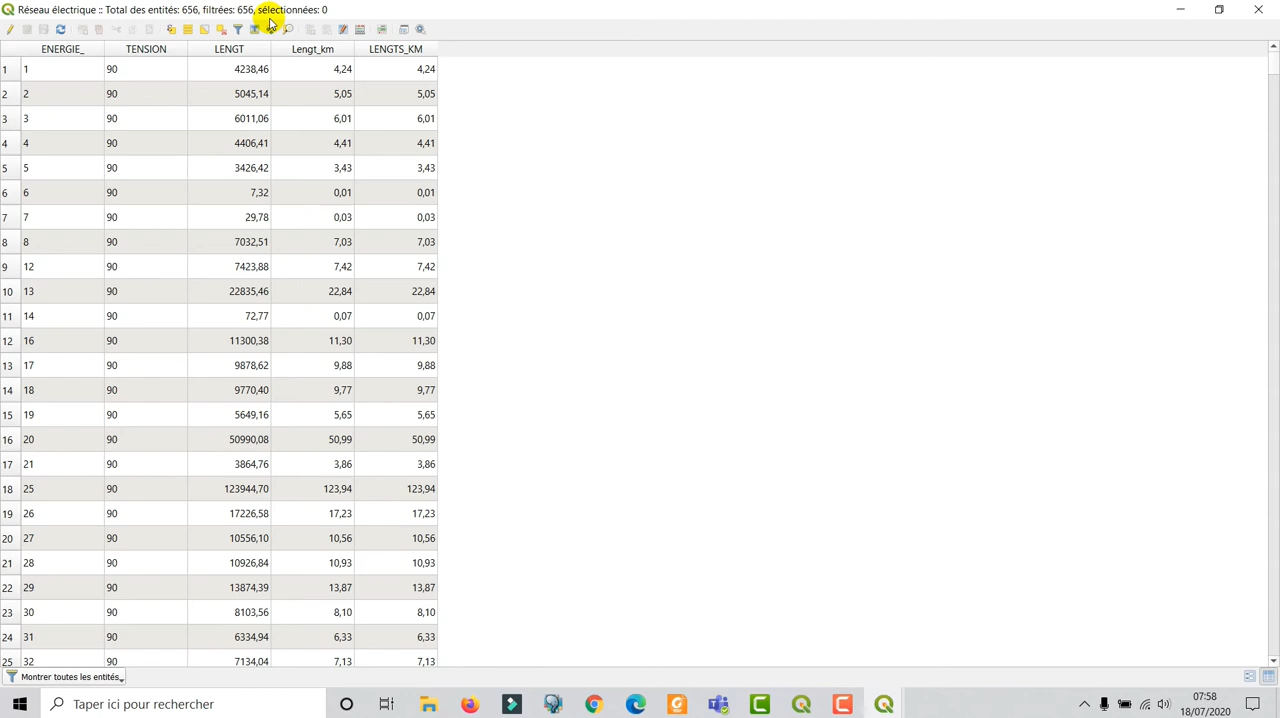 Réseau électrique :: Total des entités: 656, filtrées: 656, sélectionnées: 0
ENERGIE_ TENSION LENGT Lengt_km LENGTS_KM
1 1 90 4238,46 4,24 4,24
2 2 90 5045,14 5,05 5,05
3 3 90 6011,06 6,01 6,01
4 4 90 4406,41 4,41 4,41
5 5 90 3426,42 3,43 3,43
6 6 90 7,32 0,01 0,01
7 7 90 29,78 0,03 0,03
8 8 90 7032,51 7,03 7,03
9 12 90 7423,88 7,42 7,42
10 13 90 22835,46 22,84 22,84
11 14 90 72,77 0,07 0,07
12 16 90 11300,38 11,30 11,30
13 17 90 9878,62 9,88 9,88
14 18 90 9770,40 9,77 9,77
15 19 90 5649,16 5,65 5,65
16 20 90 50990,08 50,99 50,99
17 21 90 3864,76 3,86 3,86
18 25 90 123944,70 123,94 123,94
19 26 90 17226,58 17,23 17,23
20 27 90 10556,10 10,56 10,56
21 28 90 10926,84 10,93 10,93
22 29 90 13874,39 13,87 13,87
23 30 90 8103,56 8,10 8,10
24 31 90 6334,94 6,33 6,33
25 32 90 7134,04 7,13 7,13
Montrer toutes les entités
Taper ici pour rechercher
07:58
18/07/2020